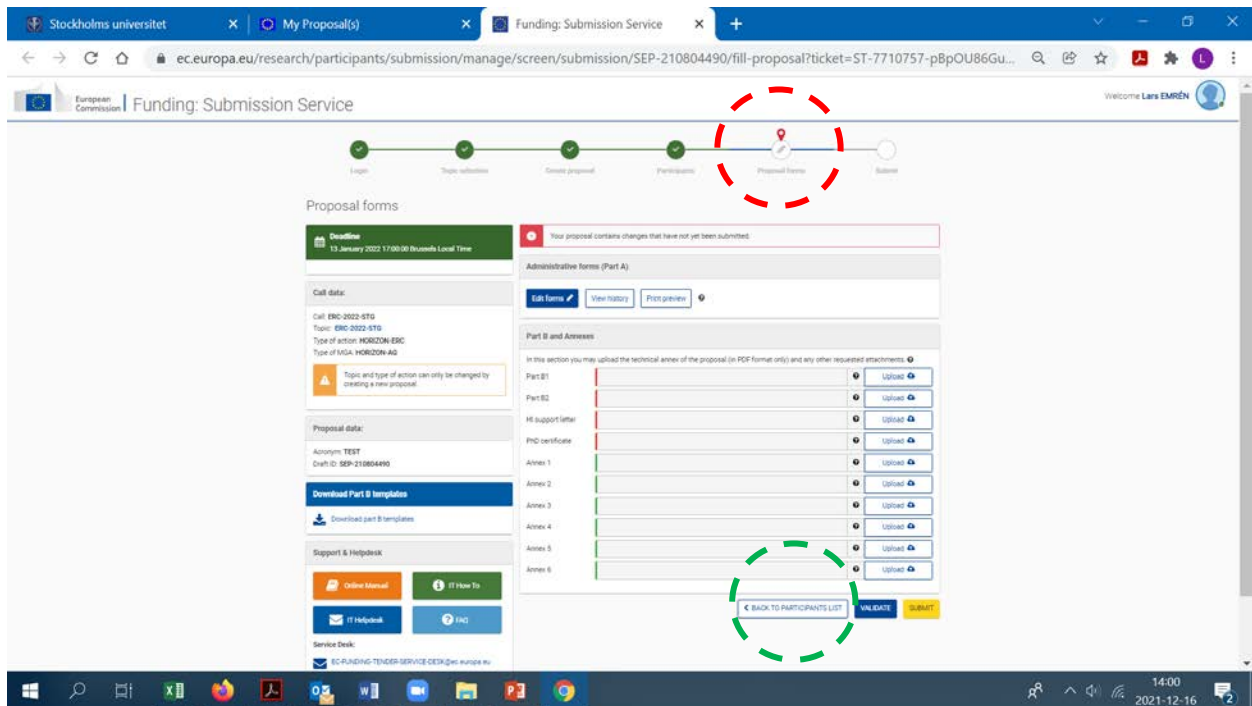 Stockholms universitet
My Proposal(s)
Funding: Submission Service
ec.europa.eu/research/participants/submission/manage/screen/submission/SEP-210804490/fill-proposal?ticket=ST-7710757-pBpOU86Gu...
L
European Commission
Funding: Submission Service
Welcome Lars EMRÉN
Login
Topic selection
Create proposal
Participants
Proposal forms
Submit
Proposal forms
Deadline
13 January 2022 17:00:00 Brussels Local Time
Call data:
Call: ERC-2022-STG
Topic: ERC-2022-STG
Type of action: HORIZON-ERC
Type of MGA: HORIZON-AG
Topic and type of action can only be changed by
creating a new proposal.
Proposal data:
Acronym: TEST
Draft ID: SEP-210804490
Download Part B templates
Download part B templates
Support & Helpdesk
Online Manual
IT How To
IT Helpdesk
FAQ
Service Desk:
EC-FUNDING-TENDER-SERVICE-DESK@ec.europa.eu
Your proposal contains changes that have not yet been submitted.
Administrative forms (Part A)
Edit forms
View history
Print preview
Part B and Annexes
In this section you may upload the technical annex of the proposal (in PDF format only) and any other requested attachments.
Part B1 Upload
Part B2 Upload
HI support letter Upload
PhD certificate Upload
Annex 1 Upload
Annex 2 Upload
Annex 3 Upload
Annex 4 Upload
Annex 5 Upload
Annex 6 Upload
BACK TO PARTICIPANTS LIST
VALIDATE
SUBMIT
14:00
2021-12-16
2